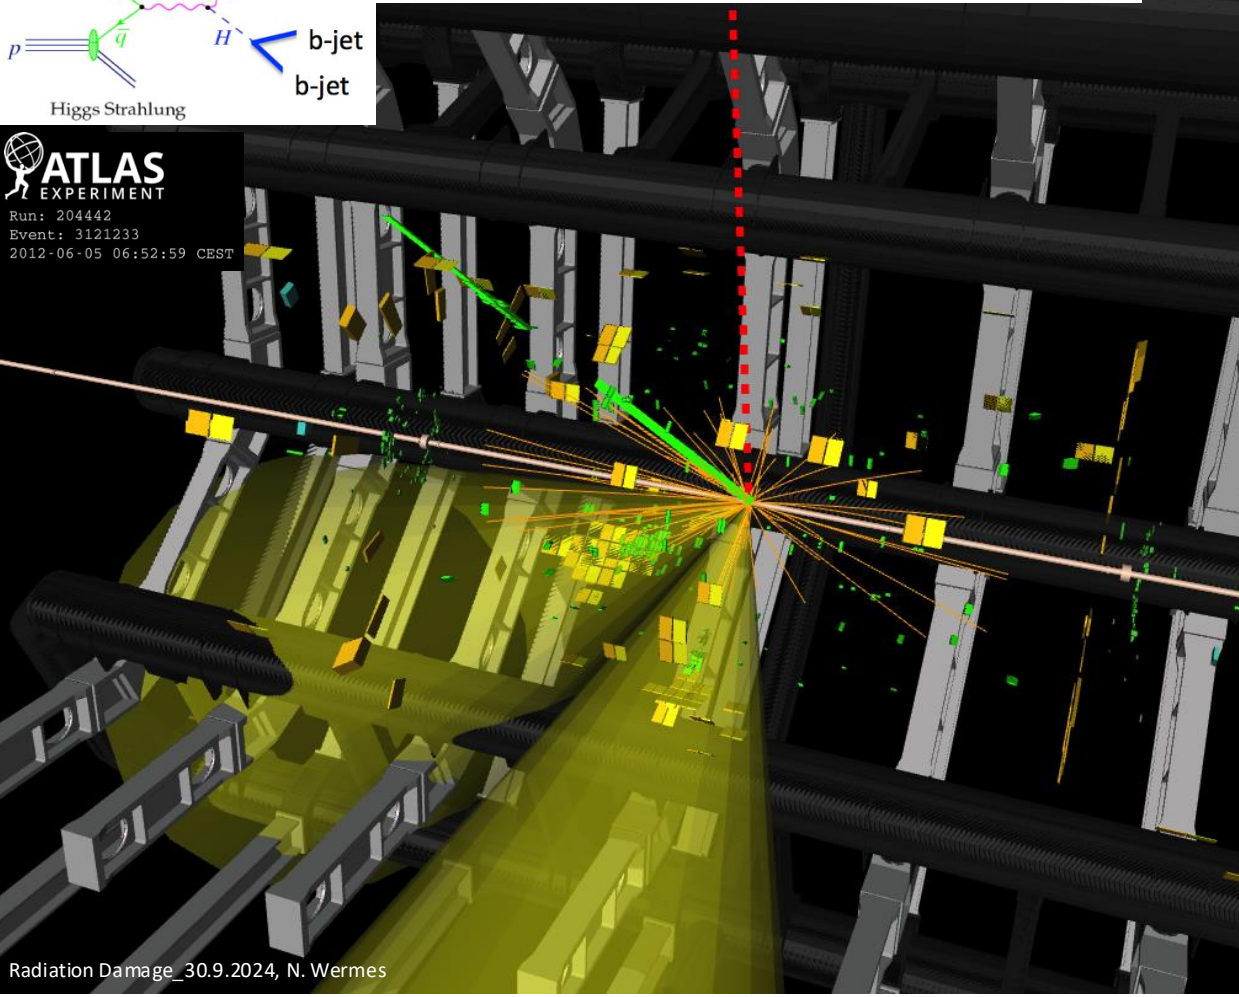 q̄
p
H
b-jet
b-jet
Higgs Strahlung
ATLAS
EXPERIMENT
Run: 204442
Event: 3121233
2012-06-05 06:52:59 CEST
Radiation Damage_30.9.2024, N. Wermes